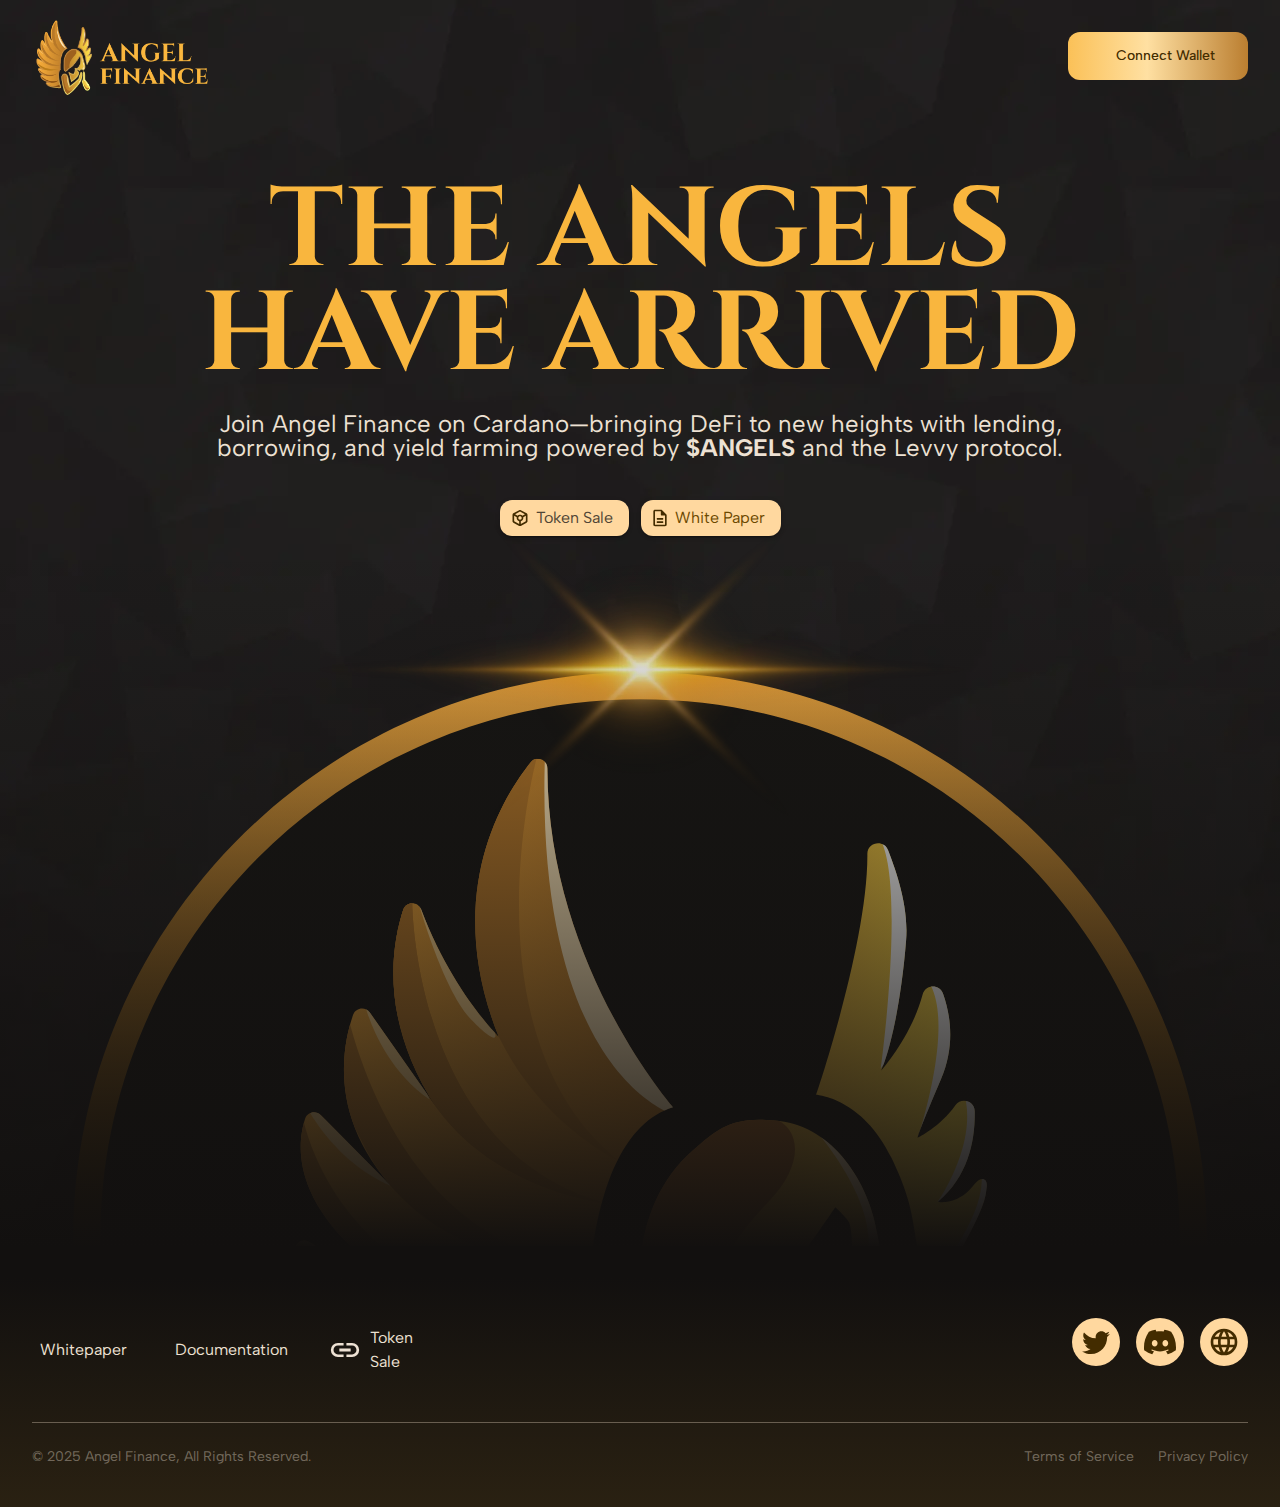 ANGEL
FINANCE
Connect Wallet
THE ANGELS
HAVE ARRIVED
Join Angel Finance on Cardano—bringing DeFi to new heights with lending,
borrowing, and yield farming powered by $ANGELS and the Levvy protocol.
Token Sale
White Paper
Whitepaper
Documentation
Token
Sale
© 2025 Angel Finance, All Rights Reserved.
Terms of Service
Privacy Policy